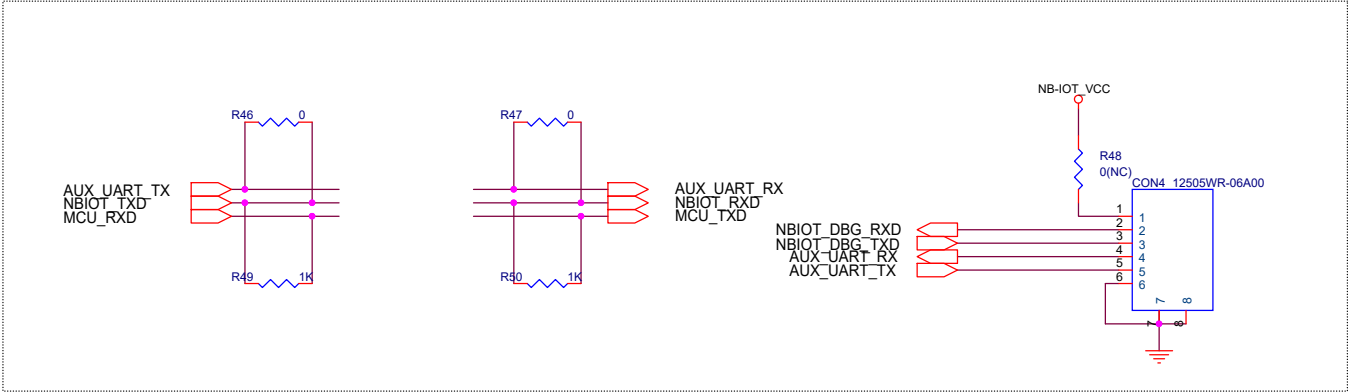 R46 0
AUX_UART_TX
NBIOT_TXD
MCU_RXD
R49 1K
R47 0
AUX_UART_RX
NBIOT_RXD
MCU_TXD
R50 1K
NB-IOT_VCC
R48
0(NC)
CON4 12505WR-06A00
1 1
NBIOT_DBG_RXD 2 2
NBIOT_DBG_TXD 3 3
AUX_UART_RX 4 4
AUX_UART_TX 5 5
6 6
7 8
7 8